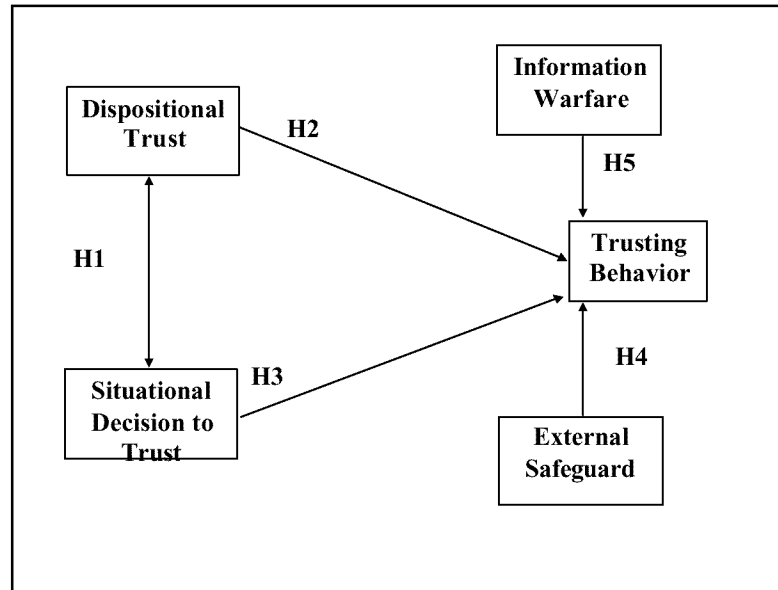 Information
Warfare
Dispositional
Trust
H2
H5
Trusting
Behavior
H1
H3
H4
Situational
Decision to
Trust
External
Safeguard